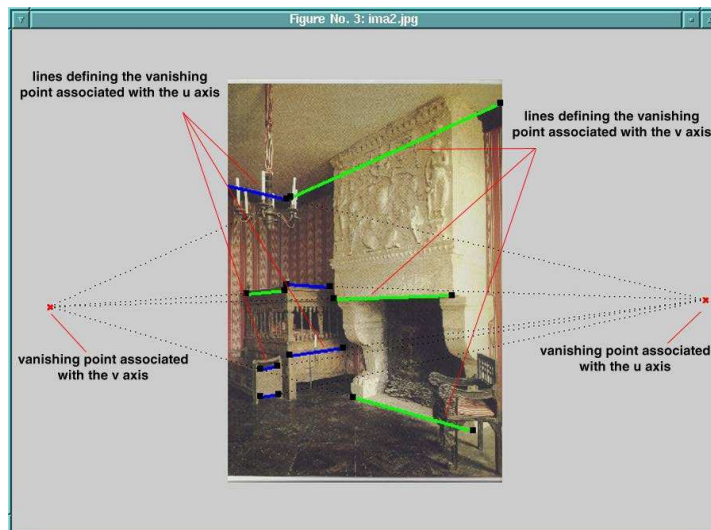 Figure No. 3: ima2.jpg
lines defining the vanishing
point associated with the u axis
lines defining the vanishing
point associated with the v axis
vanishing point associated
with the v axis
vanishing point associated
with the u axis